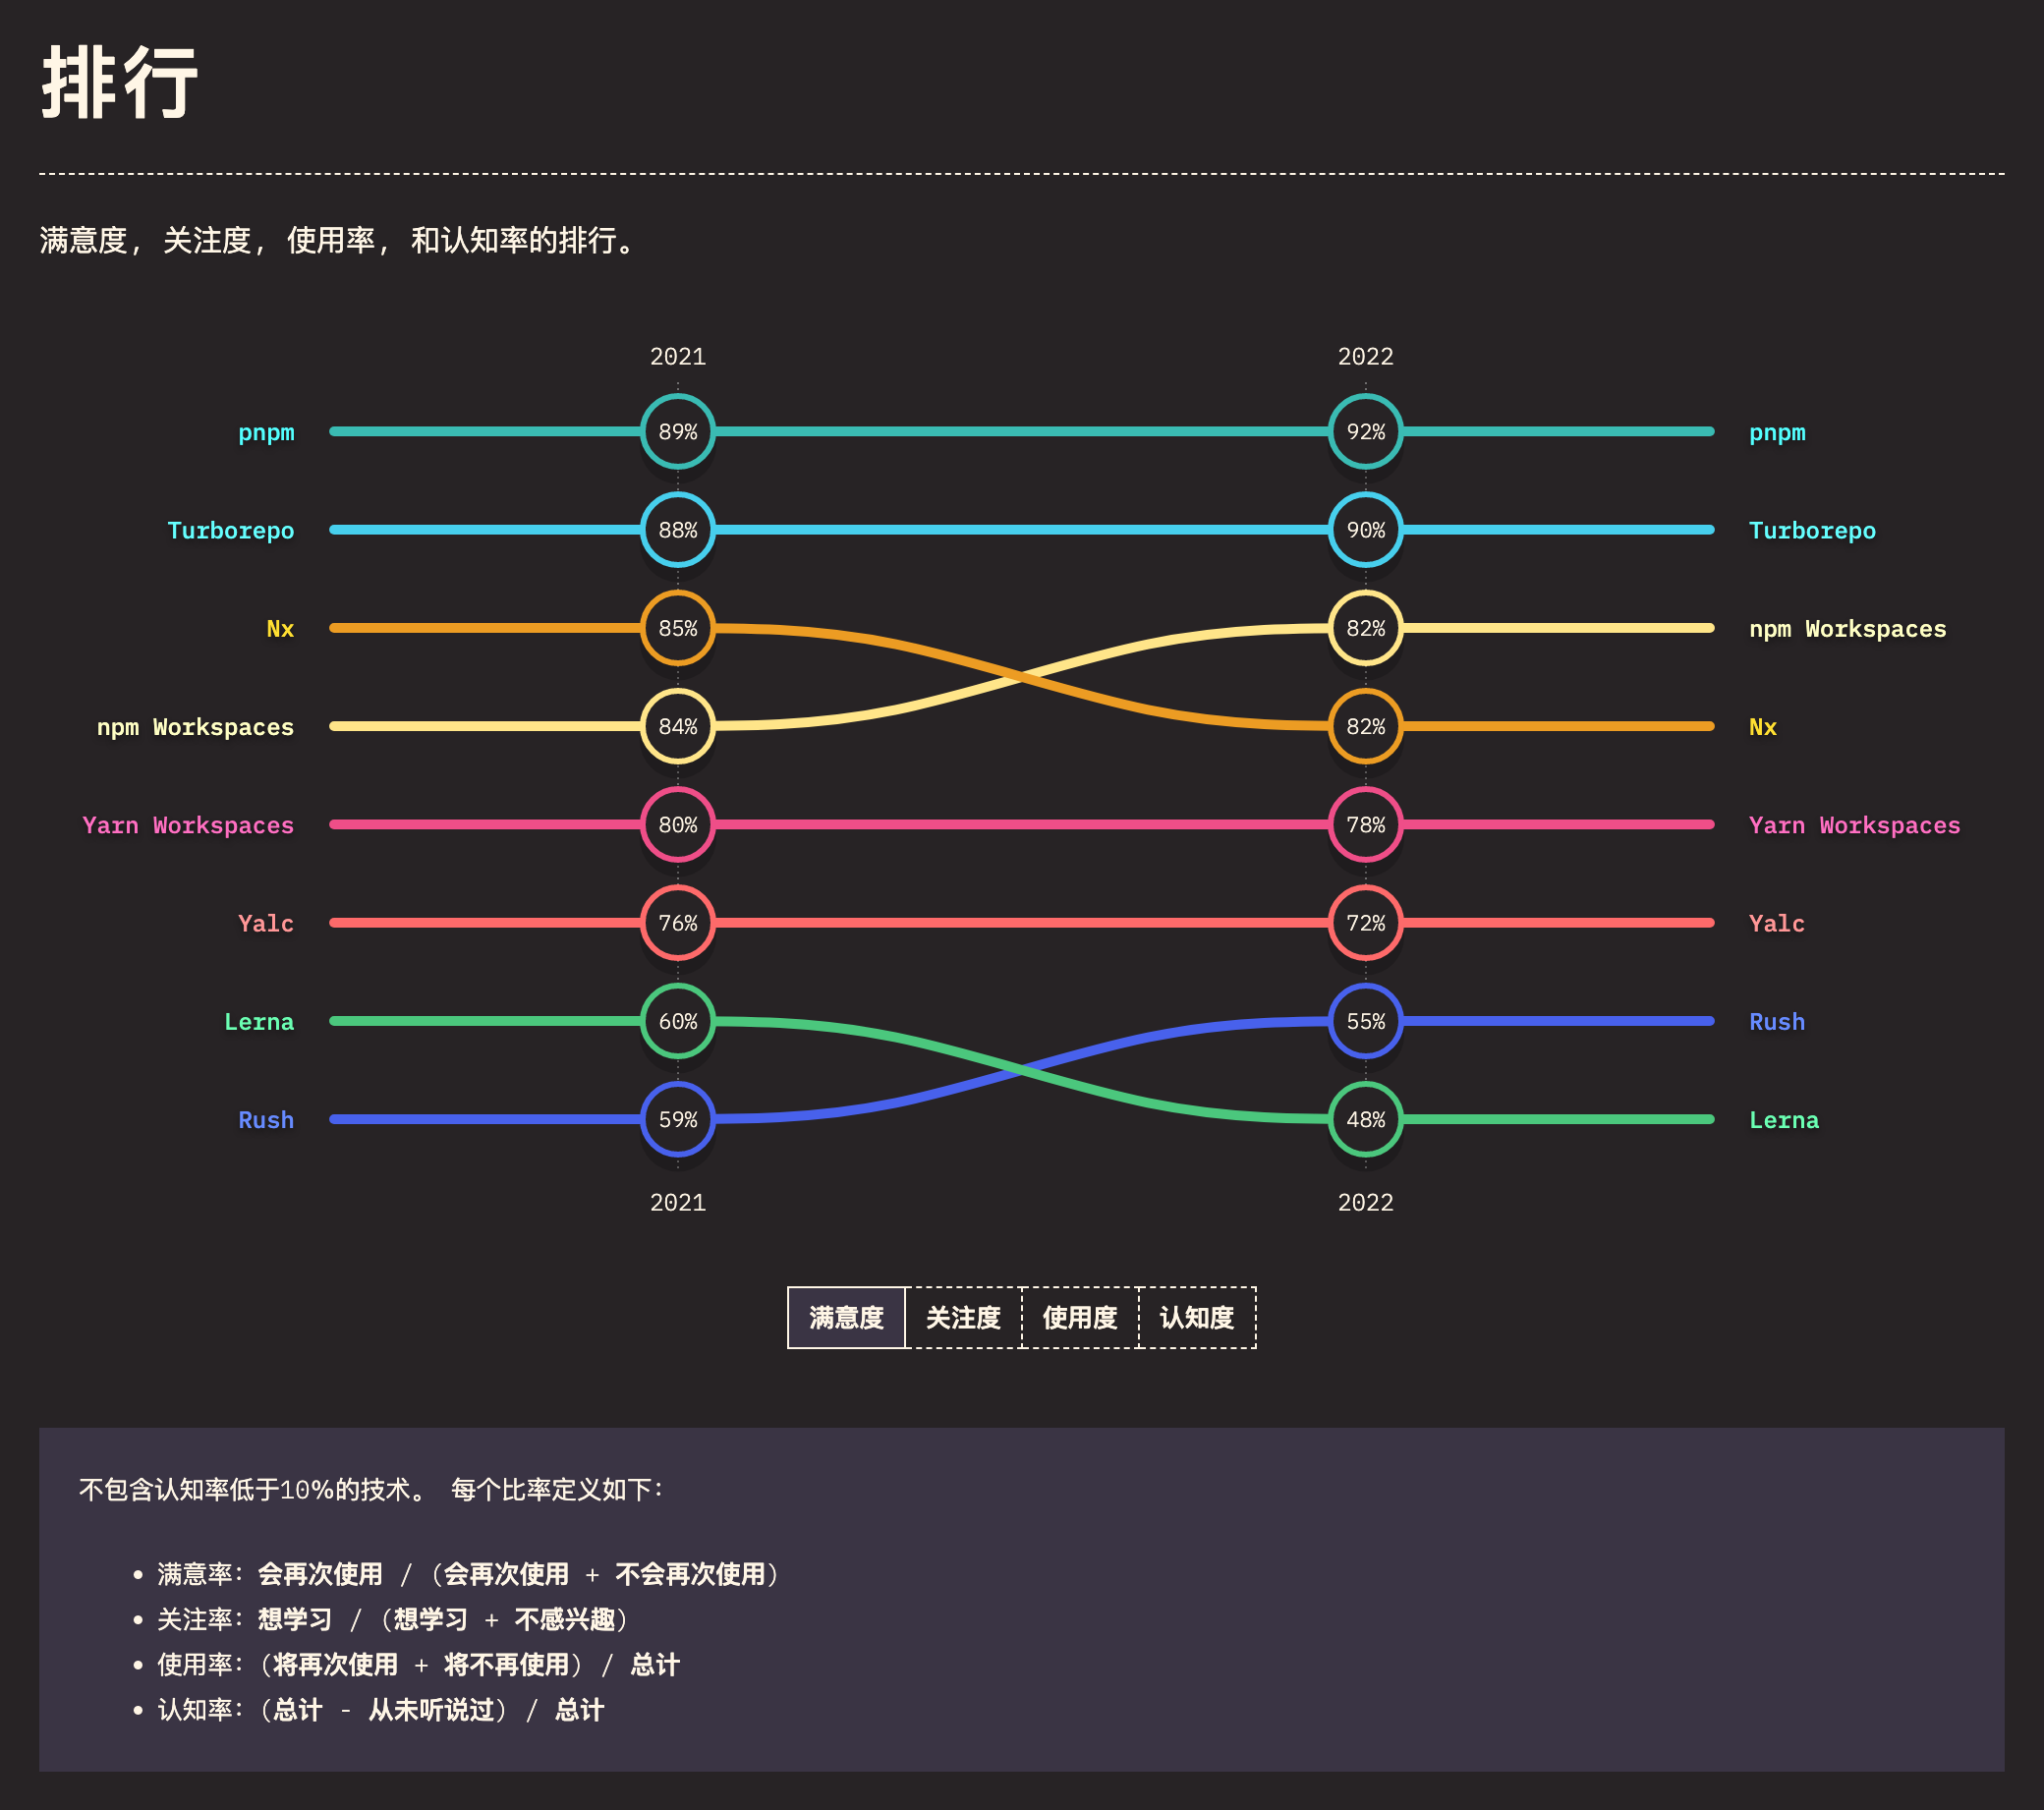 排行
满意度, 关注度, 使用率, 和认知率的排行。
2021 2022
pnpm 89% 92% pnpm
Turborepo 88% 90% Turborepo
Nx 85% 82% npm Workspaces
npm Workspaces 84% 82% Nx
Yarn Workspaces 80% 78% Yarn Workspaces
Yalc 76% 72% Yalc
Lerna 60% 55% Rush
Rush 59% 48% Lerna
2021 2022
满意度 关注度 使用度 认知度
不包含认知率低于10%的技术。 每个比率定义如下:
• 满意率: 会再次使用 / (会再次使用 + 不会再次使用)
• 关注率: 想学习 / (想学习 + 不感兴趣)
• 使用率: (将再次使用 + 将不再使用) / 总计
• 认知率: (总计 - 从未听说过) / 总计